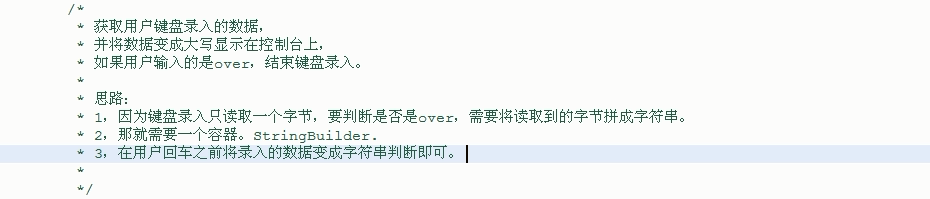 /*
* 获取用户键盘录入的数据,
* 并将数据变成大写显示在控制台上,
* 如果用户输入的是over,结束键盘录入。
*
* 思路:
* 1,因为键盘录入只读取一个字节,要判断是否是over,需要将读取到的字节拼成字符串。
* 2,那就需要一个容器。StringBuilder.
* 3,在用户回车之前将录入的数据变成字符串判断即可。
*
*/